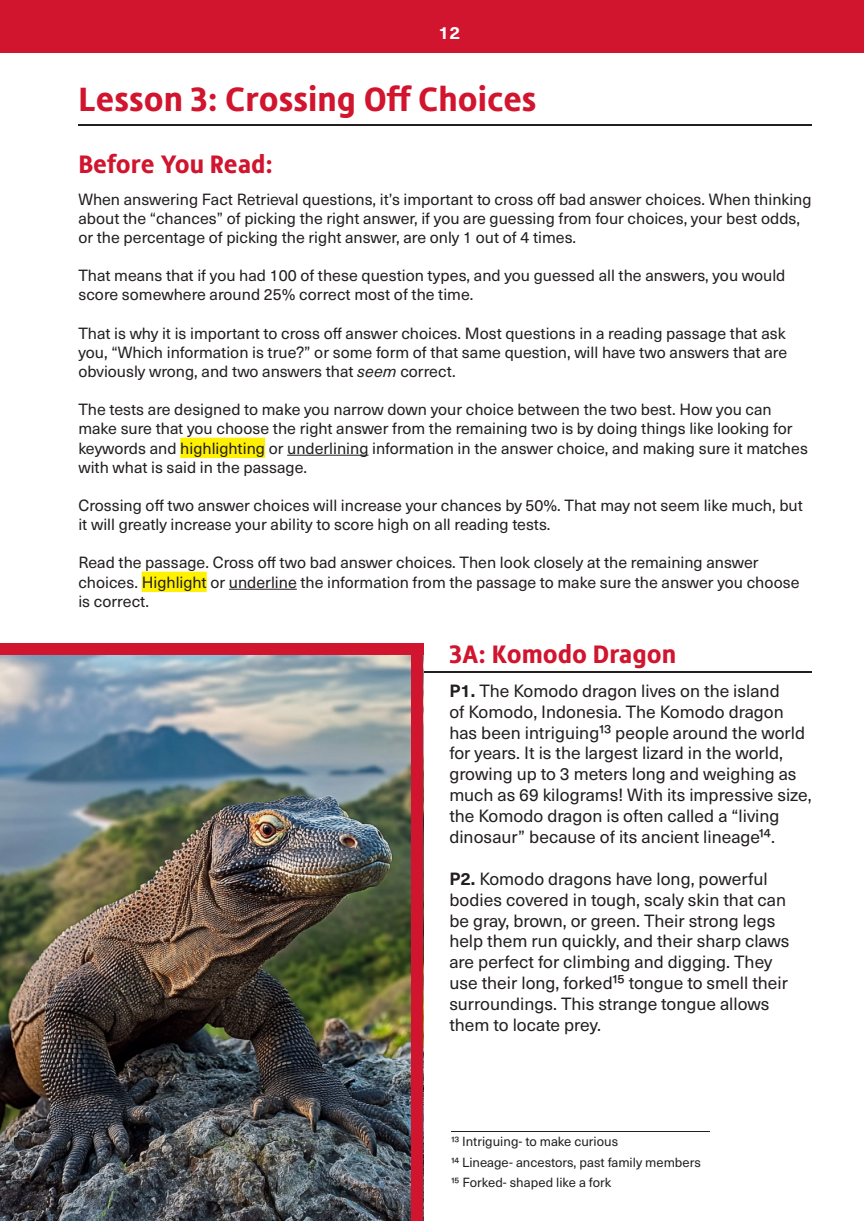 12
Lesson 3: Crossing Off Choices
Before You Read:
When answering Fact Retrieval questions, it's important to cross off bad answer choices. When thinking
about the “chances” of picking the right answer, if you are guessing from four choices, your best odds,
or the percentage of picking the right answer, are only 1 out of 4 times.
That means that if you had 100 of these question types, and you guessed all the answers, you would
score somewhere around 25% correct most of the time.
That is why it is important to cross off answer choices. Most questions in a reading passage that ask
you, “Which information is true?” or some form of that same question, will have two answers that are
obviously wrong, and two answers that seem correct.
The tests are designed to make you narrow down your choice between the two best. How you can
make sure that you choose the right answer from the remaining two is by doing things like looking for
keywords and highlighting or underlining information in the answer choice, and making sure it matches
with what is said in the passage.
Crossing off two answer choices will increase your chances by 50%. That may not seem like much, but
it will greatly increase your ability to score high on all reading tests.
Read the passage. Cross off two bad answer choices. Then look closely at the remaining answer
choices. Highlight or underline the information from the passage to make sure the answer you choose
is correct.
3A: Komodo Dragon
P1. The Komodo dragon lives on the island
of Komodo, Indonesia. The Komodo dragon
has been intriguing¹³ people around the world
for years. It is the largest lizard in the world,
growing up to 3 meters long and weighing as
much as 69 kilograms! With its impressive size,
the Komodo dragon is often called a “living
dinosaur” because of its ancient lineage¹⁴.
P2. Komodo dragons have long, powerful
bodies covered in tough, scaly skin that can
be gray, brown, or green. Their strong legs
help them run quickly, and their sharp claws
are perfect for climbing and digging. They
use their long, forked¹⁵ tongue to smell their
surroundings. This strange tongue allows
them to locate prey.
¹³ Intriguing- to make curious
¹⁴ Lineage- ancestors, past family members
¹⁵ Forked- shaped like a fork